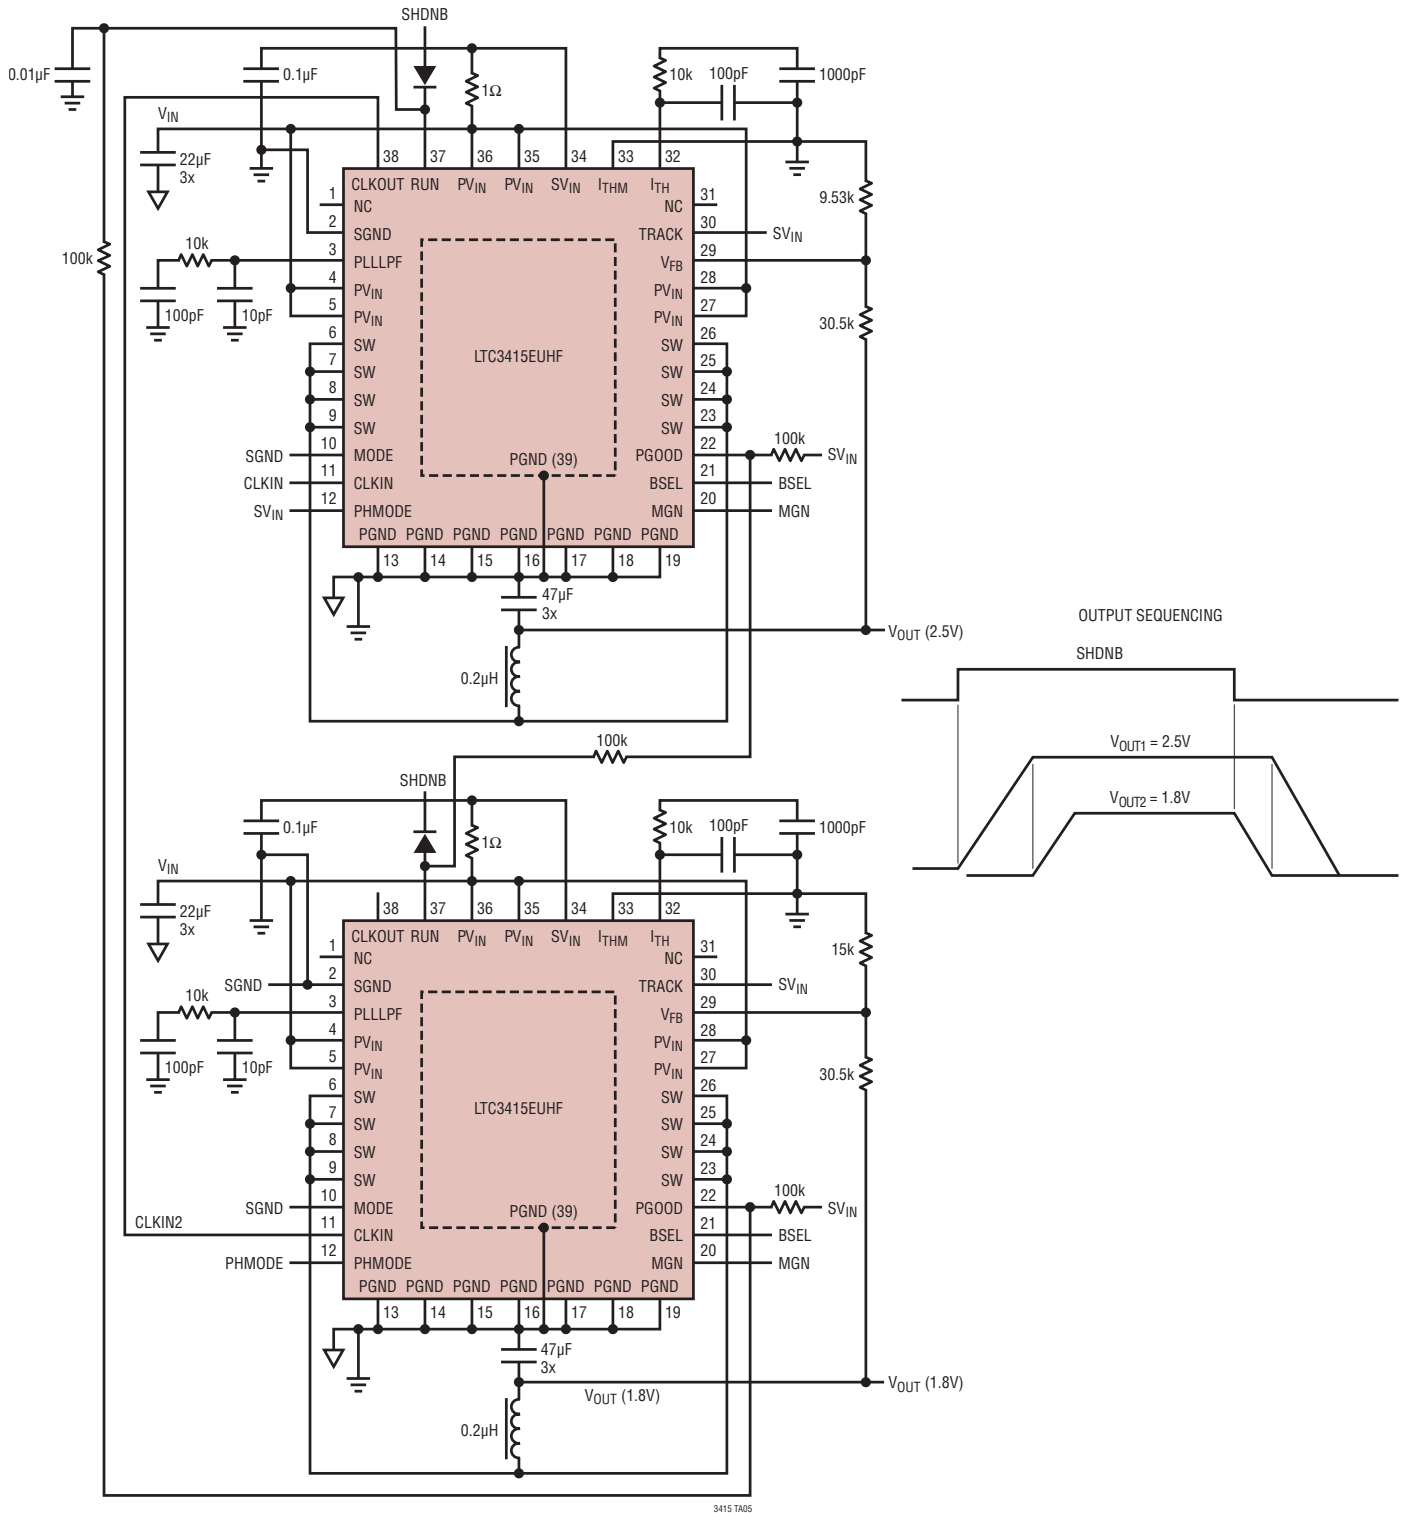 SHDNB
0.01µF
0.1µF
1Ω
10k
100pF
1000pF
VIN
22µF
3x
38
37
36
35
34
33
32
CLKOUT RUN PVIN PVIN SVIN ITHM ITH
1
NC
2
SGND
3
PLLLPF
4
PVIN
5
PVIN
6
SW
7
SW
8
SW
9
SW
10
MODE
11
CLKIN
12
PHMODE
31
NC
30
TRACK
29
VFB
28
PVIN
27
PVIN
26
SW
25
SW
24
SW
23
SW
22
PGOOD
21
BSEL
20
MGN
9.53k
SVIN
30.5k
100k
10k
100pF
10pF
LTC3415EUHF
PGND (39)
SGND
CLKIN
SVIN
100k
SVIN
BSEL
MGN
PGND PGND PGND PGND PGND PGND PGND
13
14
15
16
17
18
19
47µF
3x
VOUT (2.5V)
0.2µH
100k
OUTPUT SEQUENCING
SHDNB
VOUT1 = 2.5V
VOUT2 = 1.8V
SHDNB
0.1µF
1Ω
10k
100pF
1000pF
VIN
22µF
3x
38
37
36
35
34
33
32
CLKOUT RUN PVIN PVIN SVIN ITHM ITH
1
NC
2
SGND
3
PLLLPF
4
PVIN
5
PVIN
6
SW
7
SW
8
SW
9
SW
10
MODE
11
CLKIN
12
PHMODE
31
NC
30
TRACK
29
VFB
28
PVIN
27
PVIN
26
SW
25
SW
24
SW
23
SW
22
PGOOD
21
BSEL
20
MGN
15k
SVIN
30.5k
SGND
10k
100pF
10pF
LTC3415EUHF
PGND (39)
SGND
CLKIN2
PHMODE
100k
SVIN
BSEL
MGN
PGND PGND PGND PGND PGND PGND PGND
13
14
15
16
17
18
19
47µF
3x
VOUT (1.8V)
VOUT (1.8V)
0.2µH
3415 TA05